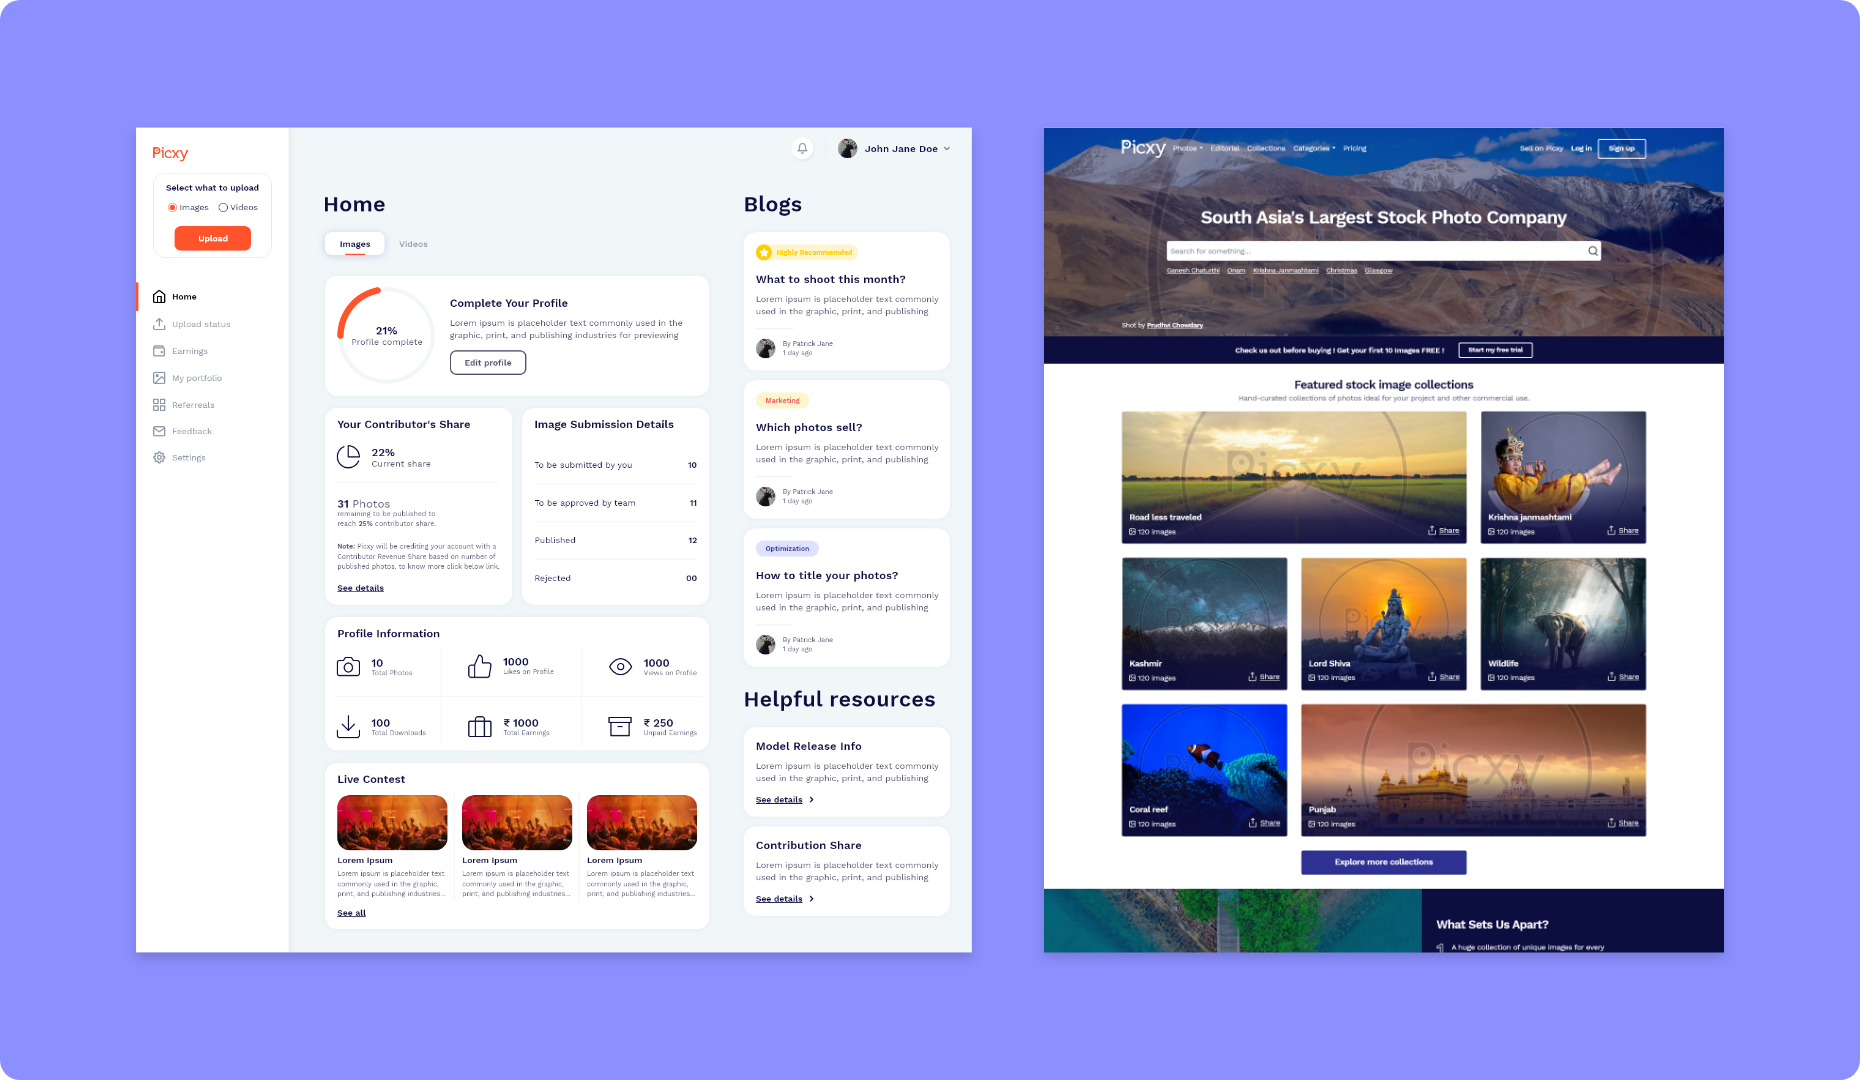 Picxy
Select what to upload
Images
Videos
Upload
Home
Upload status
Earnings
My portfolio
Referreals
Feedback
Settings
John Jane Doe
Home
Images
Videos
21%
Profile complete
Complete Your Profile
Lorem ipsum is placeholder text commonly used in the
graphic, print, and publishing industries for previewing
Edit profile
Your Contributor's Share
22%
Current share
31 Photos
remaining to be published to
reach 25% contributor share.
Note: Picxy will be crediting your account with a
Contributor Revenue Share based on number of
published photos, to know more click below link.
See details
Image Submission Details
To be submitted by you 10
To be approved by team 11
Published 12
Rejected 00
Profile Information
10
Total Photos
1000
Likes on Profile
1000
Views on Profile
100
Total Downloads
₹ 1000
Total Earnings
₹ 250
Unpaid Earnings
Live Contest
Lorem Ipsum
Lorem ipsum is placeholder text
commonly used in the graphic,
print, and publishing industries...
Lorem Ipsum
Lorem ipsum is placeholder text
commonly used in the graphic,
print, and publishing industries...
Lorem Ipsum
Lorem ipsum is placeholder text
commonly used in the graphic,
print, and publishing industries...
See all
Blogs
Highly Recommemded
What to shoot this month?
Lorem ipsum is placeholder text commonly
used in the graphic, print, and publishing
By Patrick Jane
1 day ago
Marketing
Which photos sell?
Lorem ipsum is placeholder text commonly
used in the graphic, print, and publishing
By Patrick Jane
1 day ago
Optimization
How to title your photos?
Lorem ipsum is placeholder text commonly
used in the graphic, print, and publishing
By Patrick Jane
1 day ago
Helpful resources
Model Release Info
Lorem ipsum is placeholder text commonly
used in the graphic, print, and publishing
See details
Contribution Share
Lorem ipsum is placeholder text commonly
used in the graphic, print, and publishing
See details
Picxy Photos Editorial Collections Categories Pricing
Sell on Picxy Log in Sign up
South Asia's Largest Stock Photo Company
Search for something...
Ganesh Chaturthi Onam Krishna Janmashtami Christmas Glasgow
Shot by Prudhvi Chowdary
Check us out before buying ! Get your first 10 Images FREE !
Start my free trial
Featured stock image collections
Hand-curated collections of photos ideal for your project and other commercial use.
Picxy
Road less traveled
120 images
Share
Picxy
Krishna janmashtami
120 images
Share
Picxy
Kashmir
120 images
Share
Picxy
Lord Shiva
120 images
Share
Picxy
Wildlife
120 images
Share
Picxy
Coral reef
120 images
Share
Picxy
Punjab
120 images
Share
Explore more collections
What Sets Us Apart?
A huge collection of unique images for every